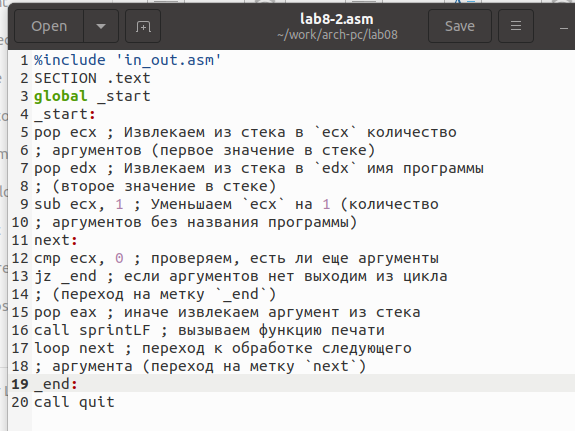 Open
lab8-2.asm
~/work/arch-pc/lab08
Save
1 %include 'in_out.asm'
2 SECTION .text
3 global _start
4 _start:
5 pop ecx ; Извлекаем из стека в `ecx` количество
6 ; аргументов (первое значение в стеке)
7 pop edx ; Извлекаем из стека в `edx` имя программы
8 ; (второе значение в стеке)
9 sub ecx, 1 ; Уменьшаем `ecx` на 1 (количество
10 ; аргументов без названия программы)
11 next:
12 cmp ecx, 0 ; проверяем, есть ли еще аргументы
13 jz _end ; если аргументов нет выходим из цикла
14 ; (переход на метку `_end`)
15 pop eax ; иначе извлекаем аргумент из стека
16 call sprintLF ; вызываем функцию печати
17 loop next ; переход к обработке следующего
18 ; аргумента (переход на метку `next`)
19 _end:
20 call quit